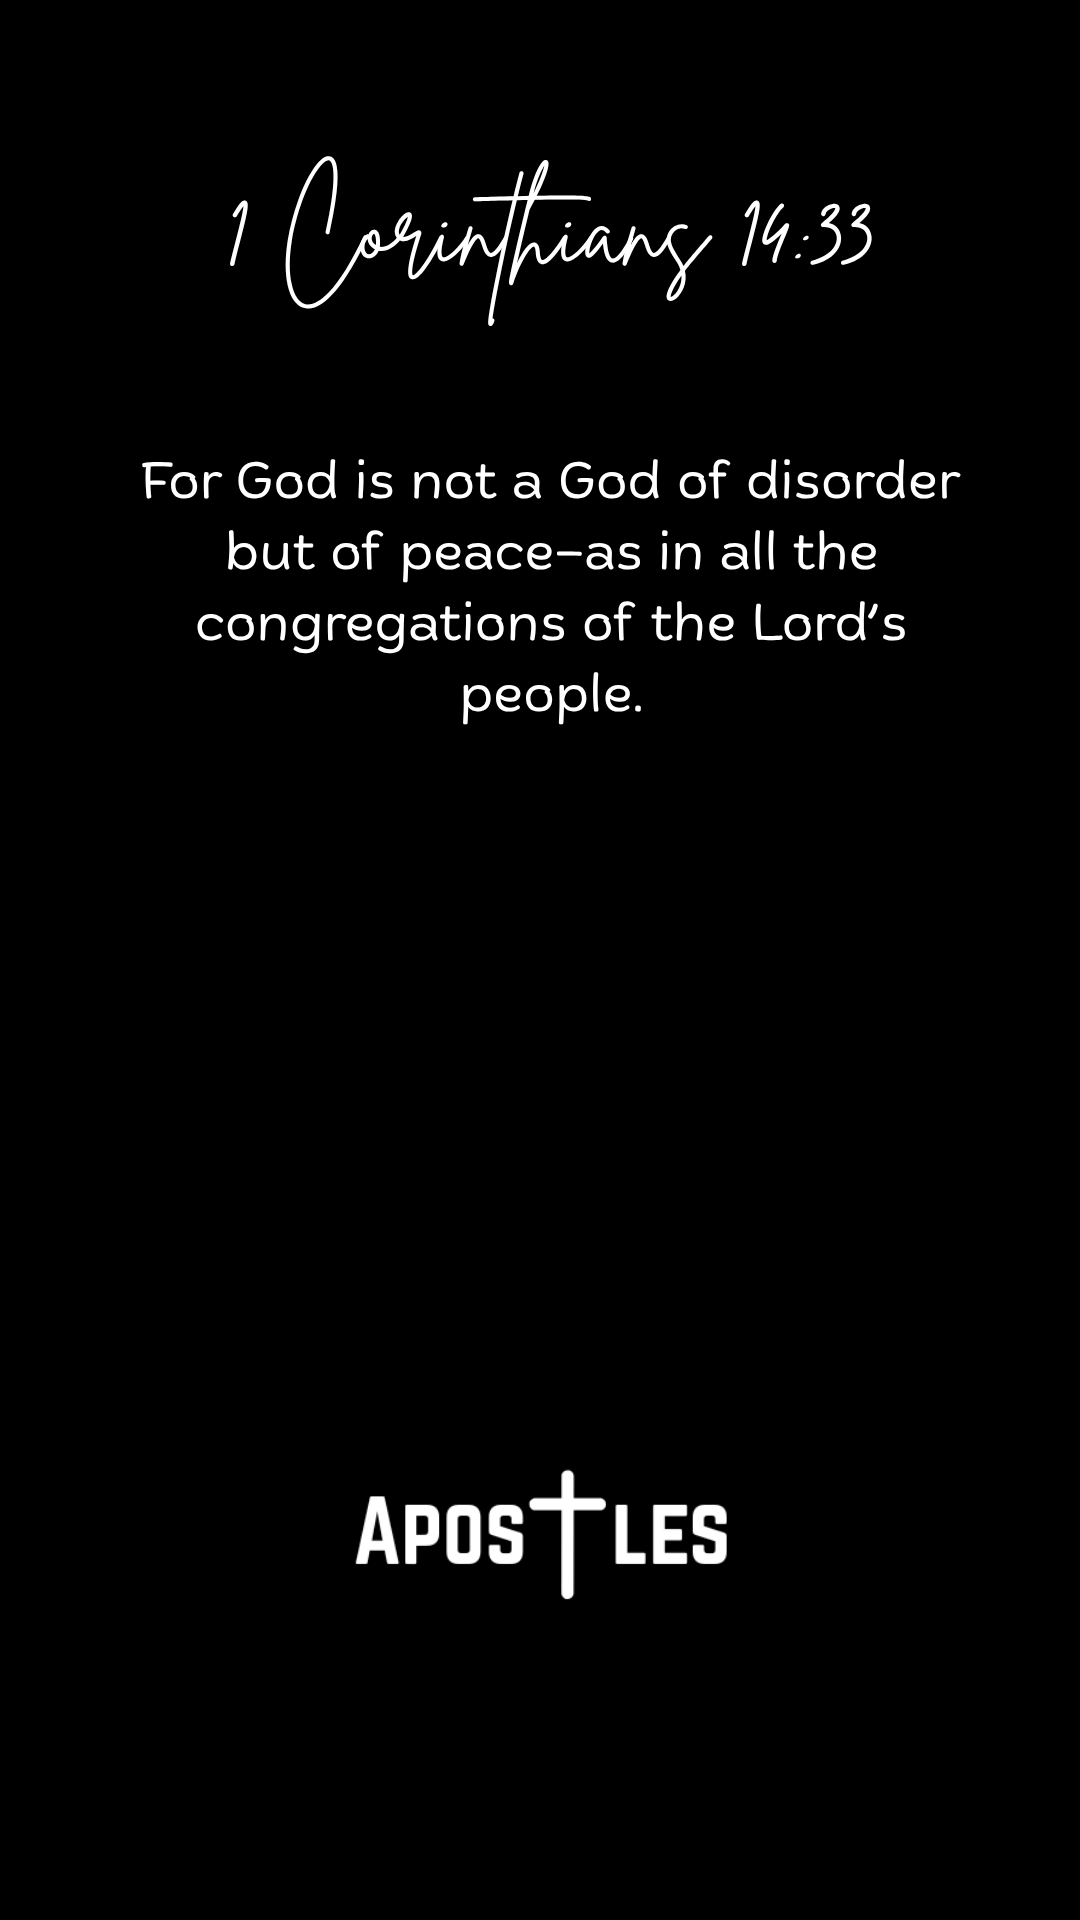 1 Corinthians 14:33
For God is not a God of disorder
but of peace–as in all the
congregations of the Lord's
people.
APOSTLES